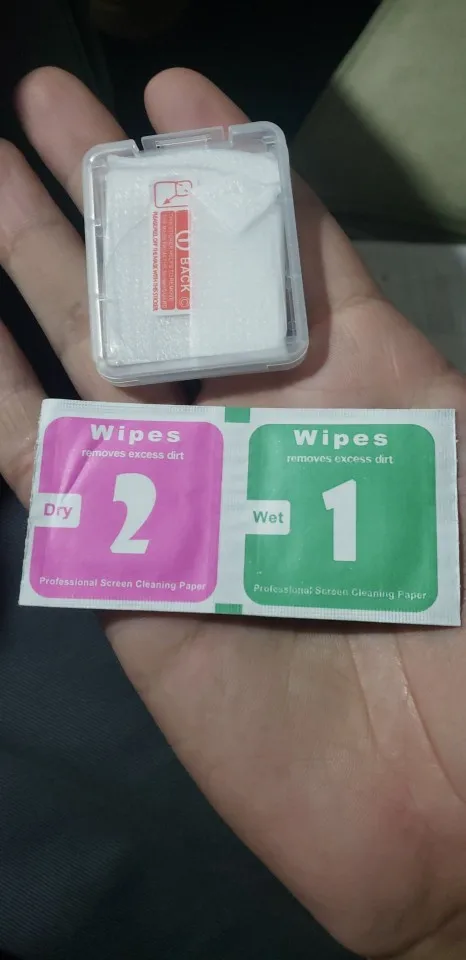 ① BACK ©
Wipes
removes excess dirt
Dry
2
Professional Screen Cleaning Paper
Wipes
removes excess dirt
Wet
1
Professional Screen Cleaning Paper